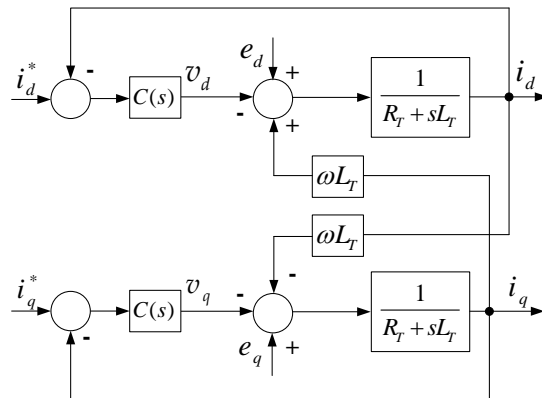 -
i_d^* v_d e_d + 1 i_d
C(s) - R_T + sL_T
+
ωL_T
ωL_T
-
i_q^* v_q - 1 i_q
C(s) R_T + sL_T
- e_q +